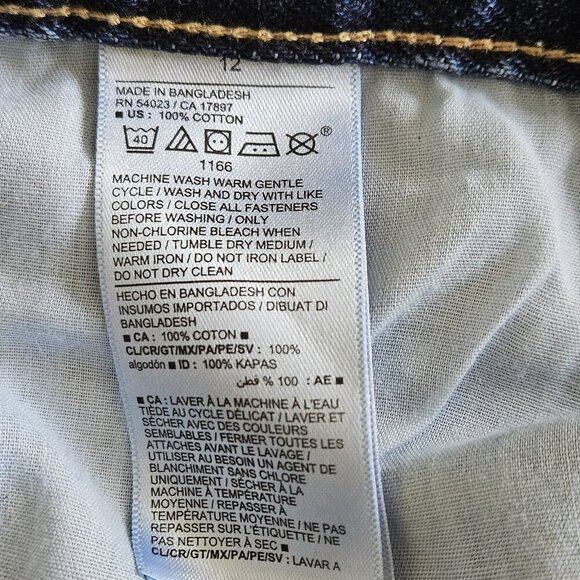 12
MADE IN BANGLADESH
RN 54023 / CA 17897
■ US: 100% COTTON
40
®
1166
MACHINE WASH WARM GENTLE
CYCLE / WASH AND DRY WITH LIKE
COLORS / CLOSE ALL FASTENERS
BEFORE WASHING / ONLY
NON-CHLORINE BLEACH WHEN
NEEDED / TUMBLE DRY MEDIUM /
WARM IRON / DO NOT IRON LABEL /
DO NOT DRY CLEAN
HECHO EN BANGLADESH CON
INSUMOS IMPORTADOS / DIBUAT DI
BANGLADESH
■ CA: 100% COTON ■
CL/CR/GT/MX/PA/PE/SV: 100%
algodón ■ ID: 100% KAPAS
■ AE: 100 % قطن
■ CA: LAVER À LA MACHINE À L'EAU
TIÈDE AU CYCLE DÉLICAT / LAVER ET
SÉCHER AVEC DES COULEURS
SEMBLABLES / FERMER TOUTES LES
ATTACHES AVANT LE LAVAGE /
UTILISER AU BESOIN UN AGENT DE
BLANCHIMENT SANS CHLORE
UNIQUEMENT / SÉCHER À LA
MACHINE À TEMPÉRATURE
MOYENNE / REPASSER À
TEMPÉRATURE MOYENNE / NE PAS
REPASSER SUR L'ÉTIQUETTE / NE
PAS NETTOYER À SEC ■
CL/CR/GT/MX/PA/PE/SV: LAVAR A